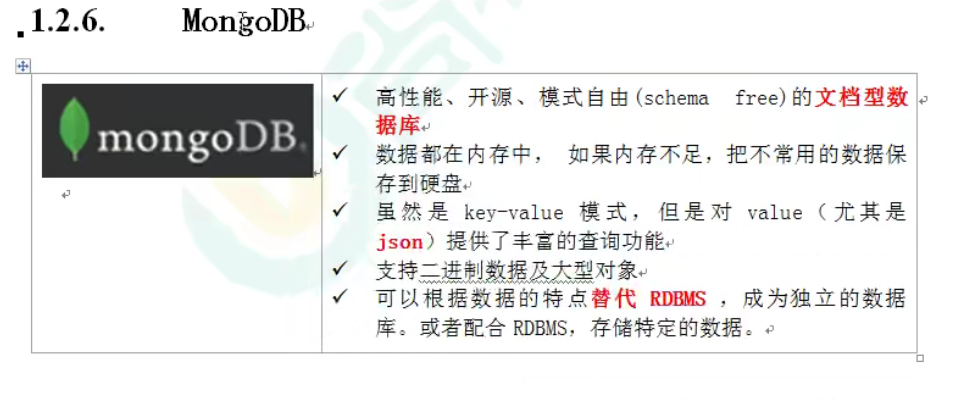 1.2.6. MongoDB
mongoDB
高性能、开源、模式自由(schema free)的文档型数
据库
数据都在内存中， 如果内存不足，把不常用的数据保
存到硬盘
虽然是 key-value 模式，但是对 value（尤其是
json）提供了丰富的查询功能
支持二进制数据及大型对象
可以根据数据的特点替代 RDBMS ，成为独立的数据
库。或者配合 RDBMS，存储特定的数据。